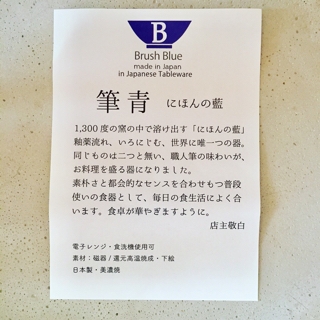 B
Brush Blue
made in Japan
in Japanese Tableware
筆青 にほんの藍
1,300 度の窯の中で溶け出す「にほんの藍」
釉薬流れ、いろにじむ、世界に唯一つの器。
同じものは二つと無い、職人筆の味わいが、
お料理を盛る器になりました。
素朴さと都会的なセンスを合わせもつ普段
使いの食器として、毎日の食生活によく合
います。食卓が華やぎますように。
店主敬白
電子レンジ・食洗機使用可
素材：磁器 / 還元高温焼成・下絵
日本製・美濃焼